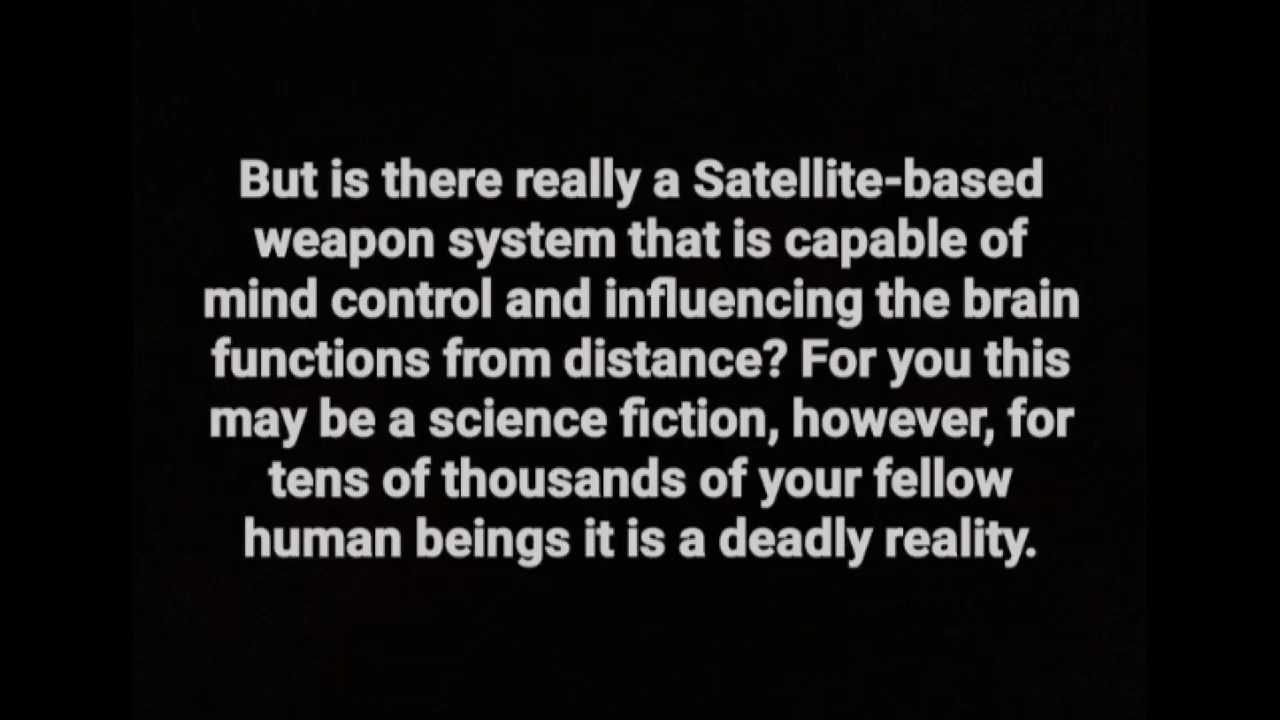 But is there really a Satellite-based
weapon system that is capable of
mind control and influencing the brain
functions from distance? For you this
may be a science fiction, however, for
tens of thousands of your fellow
human beings it is a deadly reality.